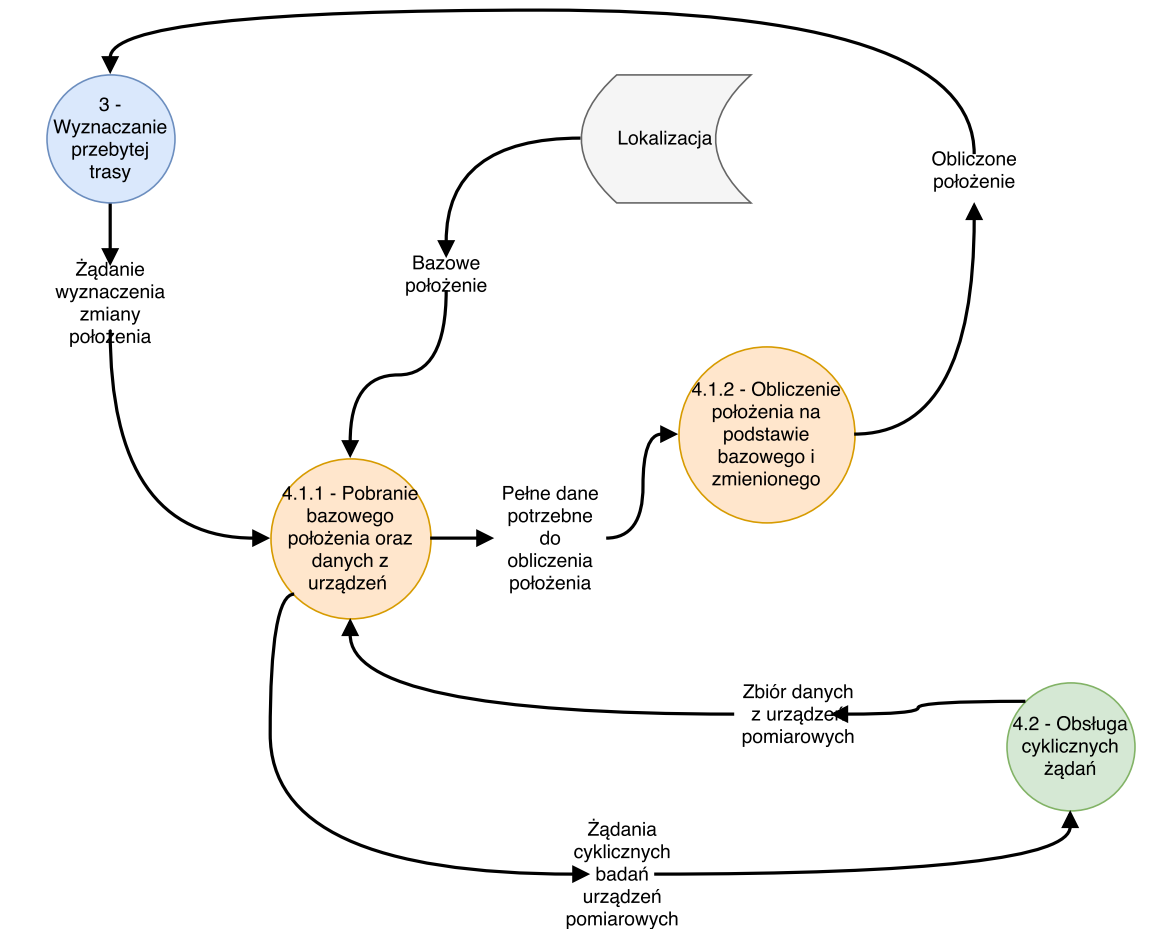 3 -
Wyznaczanie
przebytej
trasy
Lokalizacja
Obliczone
położenie
Żądanie
wyznaczenia
zmiany
położenia
Bazowe
położenie
4.1.2 - Obliczenie
położenia na
podstawie
bazowego i
zmienionego
4.1.1 - Pobranie
bazowego
położenia oraz
danych z
urządzeń
Pełne dane
potrzebne
do
obliczenia
położenia
Zbiór danych
z urządzeń
pomiarowych
4.2 - Obsługa
cyklicznych
żądań
Żądania
cyklicznych
badań
urządzeń
pomiarowych